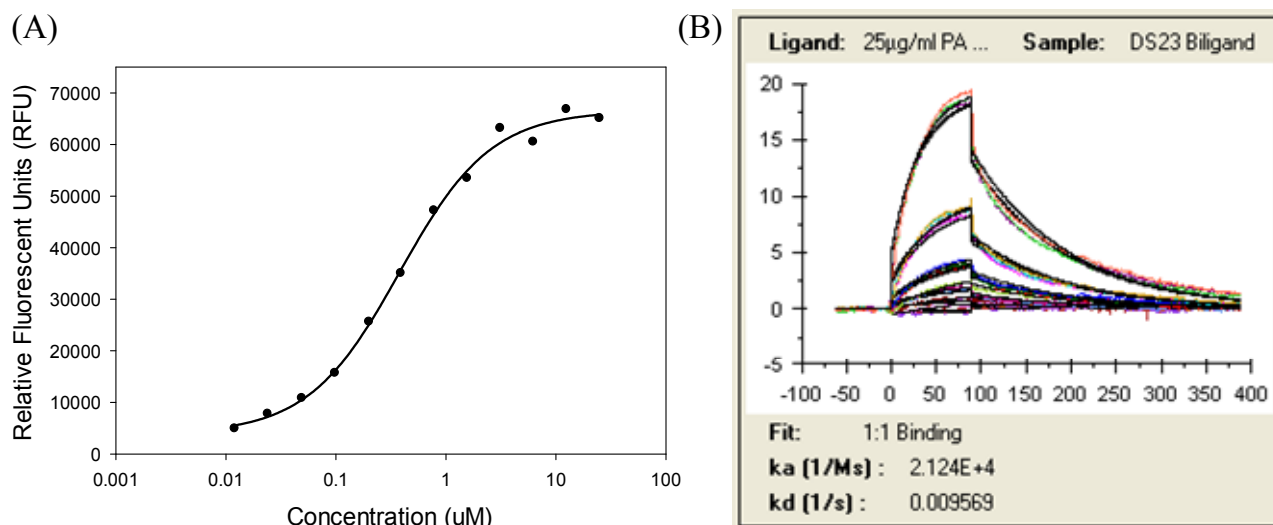 (A)
Relative Fluorescent Units (RFU)
70000
60000
50000
40000
30000
20000
10000
0
0.001 0.01 0.1 1 10 100
Concentration (uM)
(B)
Ligand: 25µg/ml PA ... Sample: DS23 Biligand
20
15
10
5
0
-5
-100 -50 0 50 100 150 200 250 300 350 400
Fit: 1:1 Binding
ka (1/Ms) : 2.124E+4
kd (1/s) : 0.009569